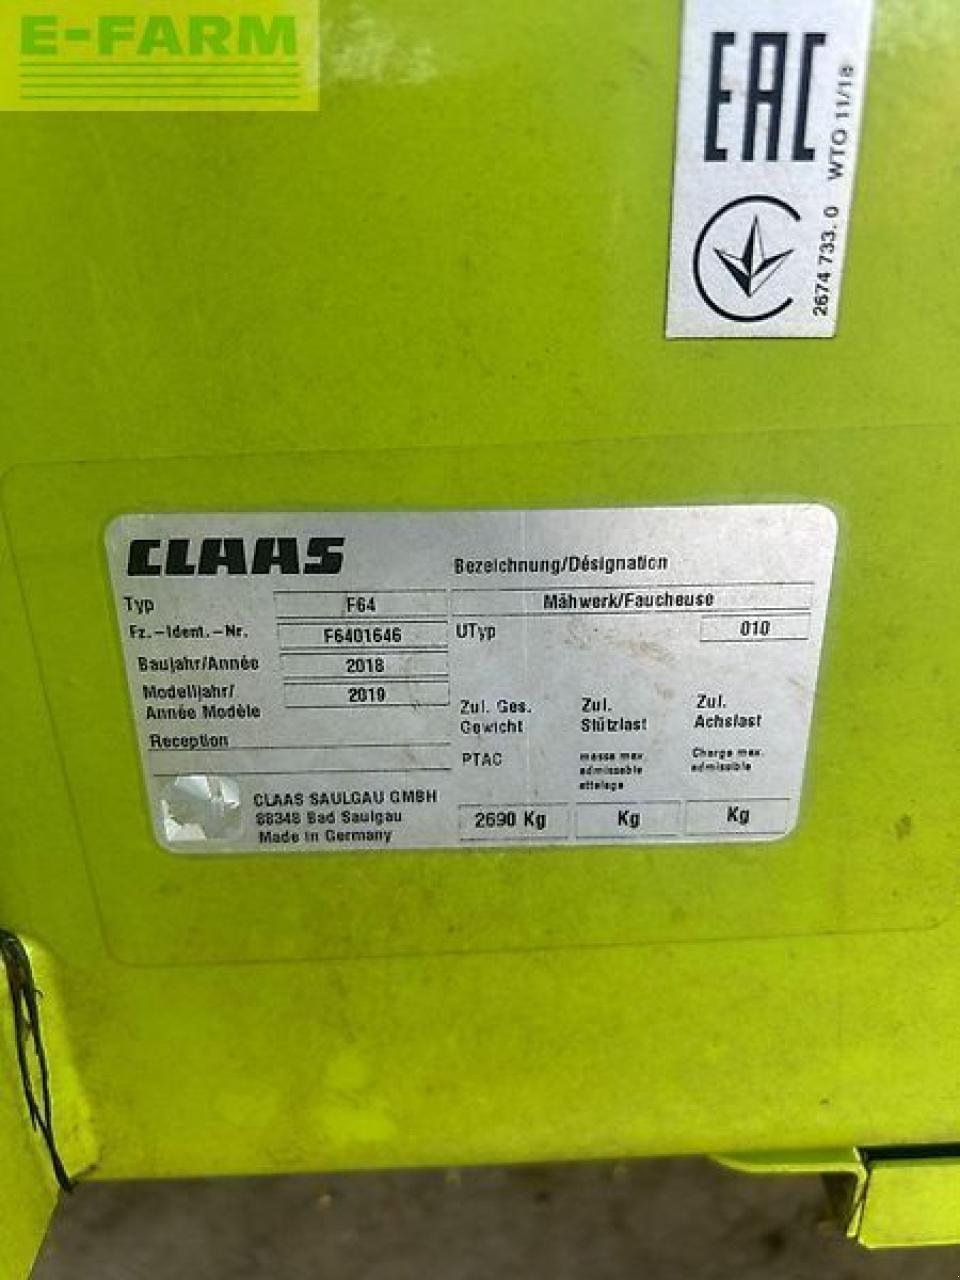 E-FARM
EAC
2674 733. 0 WTO 11/18
CLAAS
Bezeichnung/Désignation
Typ F64 Mähwerk/Faucheuse
Fz.-Ident.-Nr. F6401646 UTyp 010
Baujahr/Année 2018
Modelljahr/ 2019
Année Modèle
Zul. Ges. Zul. Zul.
Gewicht Stützlast Achslast
Reception
PTAC masse max. Charge max.
admissable admissible
attelage
CLAAS SAULGAU GMBH
88348 Bad Saulgau
Made in Germany
2690 Kg Kg Kg